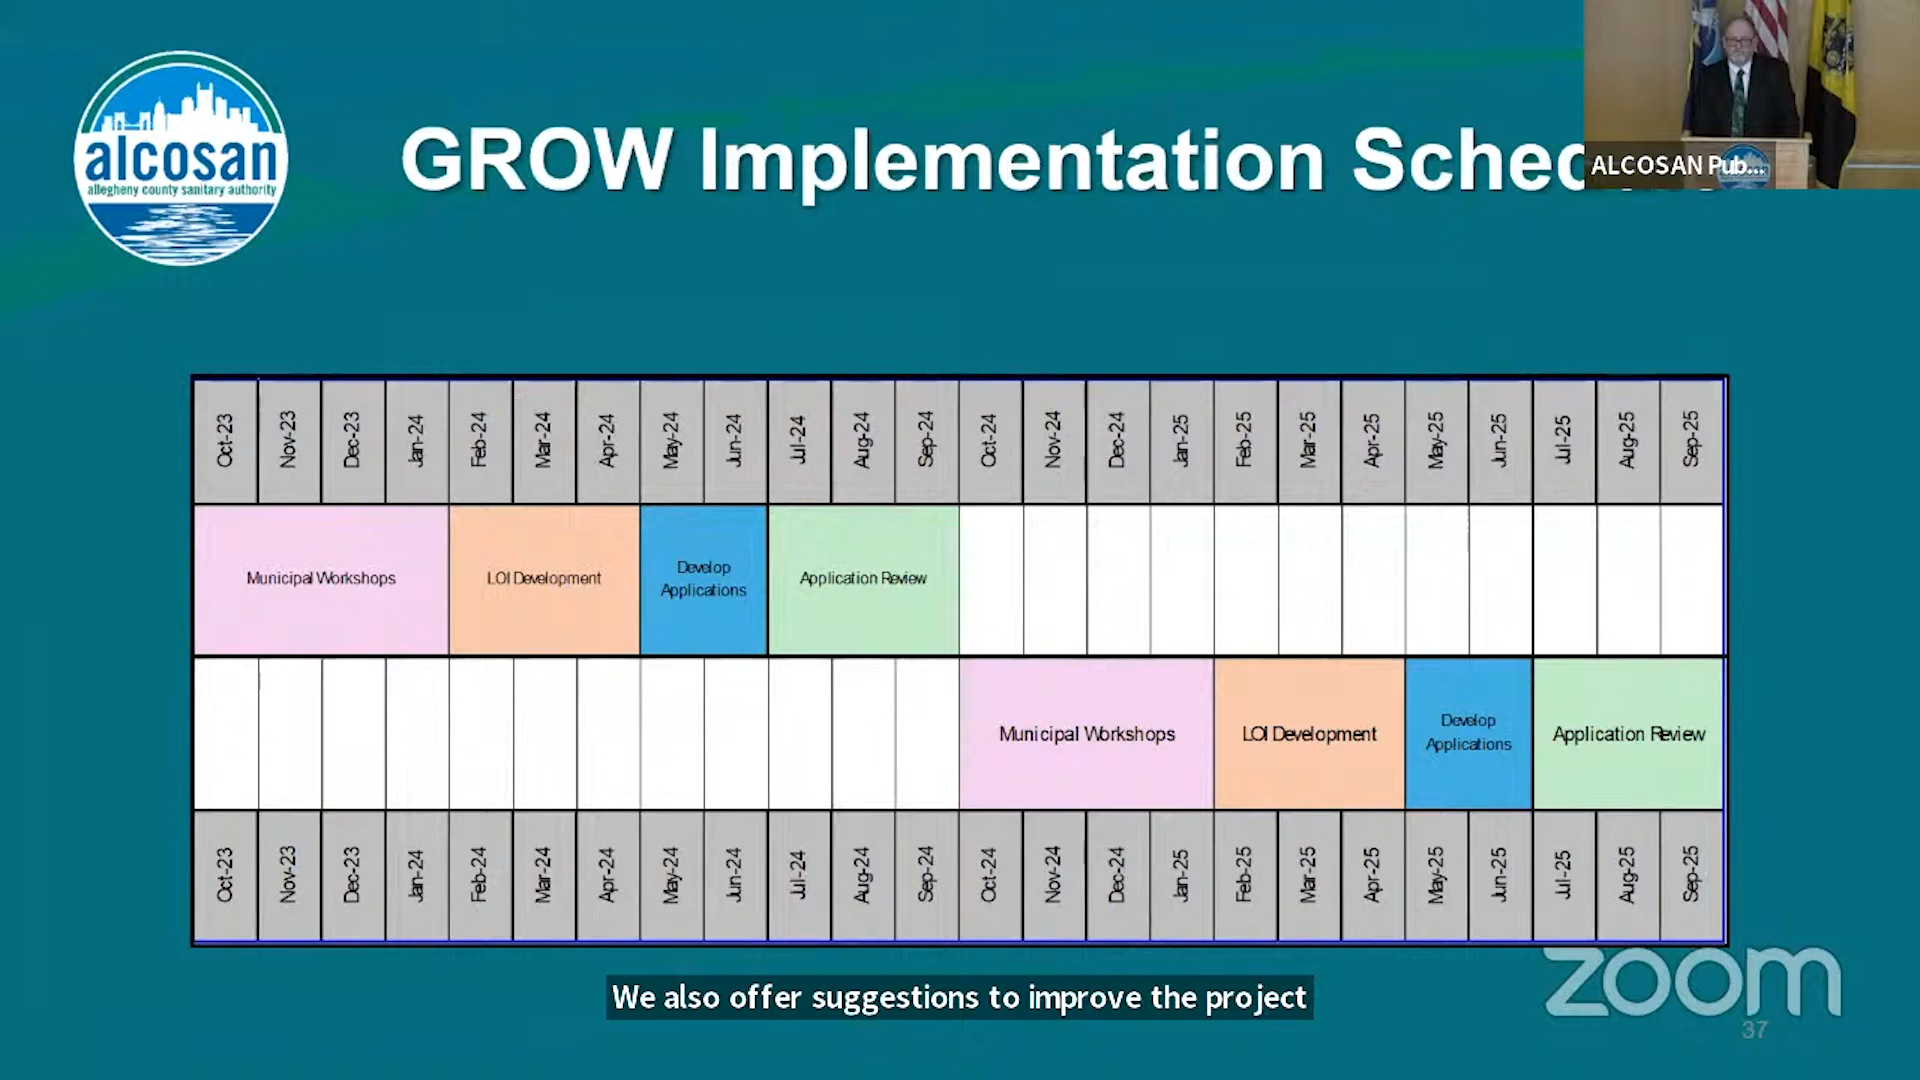 alcosan
allegheny county sanitary authority
GROW Implementation Sched
ALCOSAN Pub...
Oct-23 Nov-23 Dec-23 Jan-24 Feb-24 Mar-24 Apr-24 May-24 Jun-24 Jul-24 Aug-24 Sep-24 Oct-24 Nov-24 Dec-24 Jan-25 Feb-25 Mar-25 Apr-25 May-25 Jun-25 Jul-25 Aug-25 Sep-25
Municipal Workshops
LOI Development
Develop
Applications
Application Review
Municipal Workshops
LOI Development
Develop
Applications
Application Review
Oct-23 Nov-23 Dec-23 Jan-24 Feb-24 Mar-24 Apr-24 May-24 Jun-24 Jul-24 Aug-24 Sep-24 Oct-24 Nov-24 Dec-24 Jan-25 Feb-25 Mar-25 Apr-25 May-25 Jun-25 Jul-25 Aug-25 Sep-25
We also offer suggestions to improve the project
zoom
37